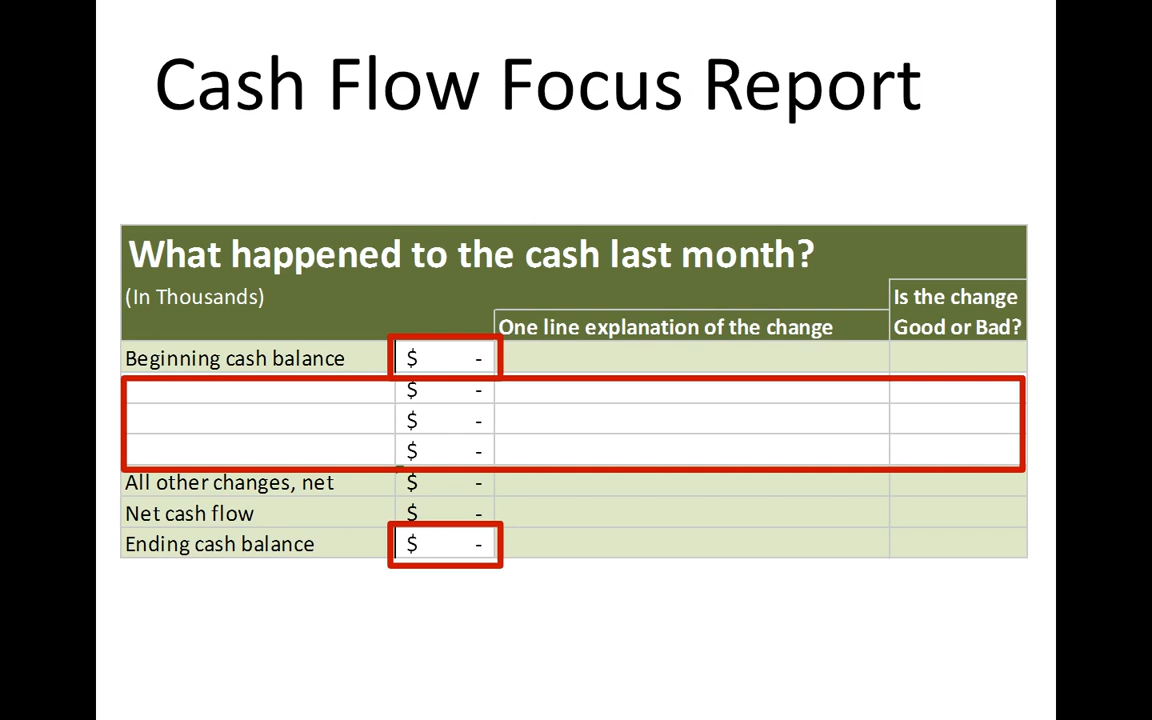 Cash Flow Focus Report
What happened to the cash last month?
(In Thousands)
Is the change
One line explanation of the change Good or Bad?
Beginning cash balance $ -
$ -
$ -
$ -
All other changes, net $ -
Net cash flow $ -
Ending cash balance $ -